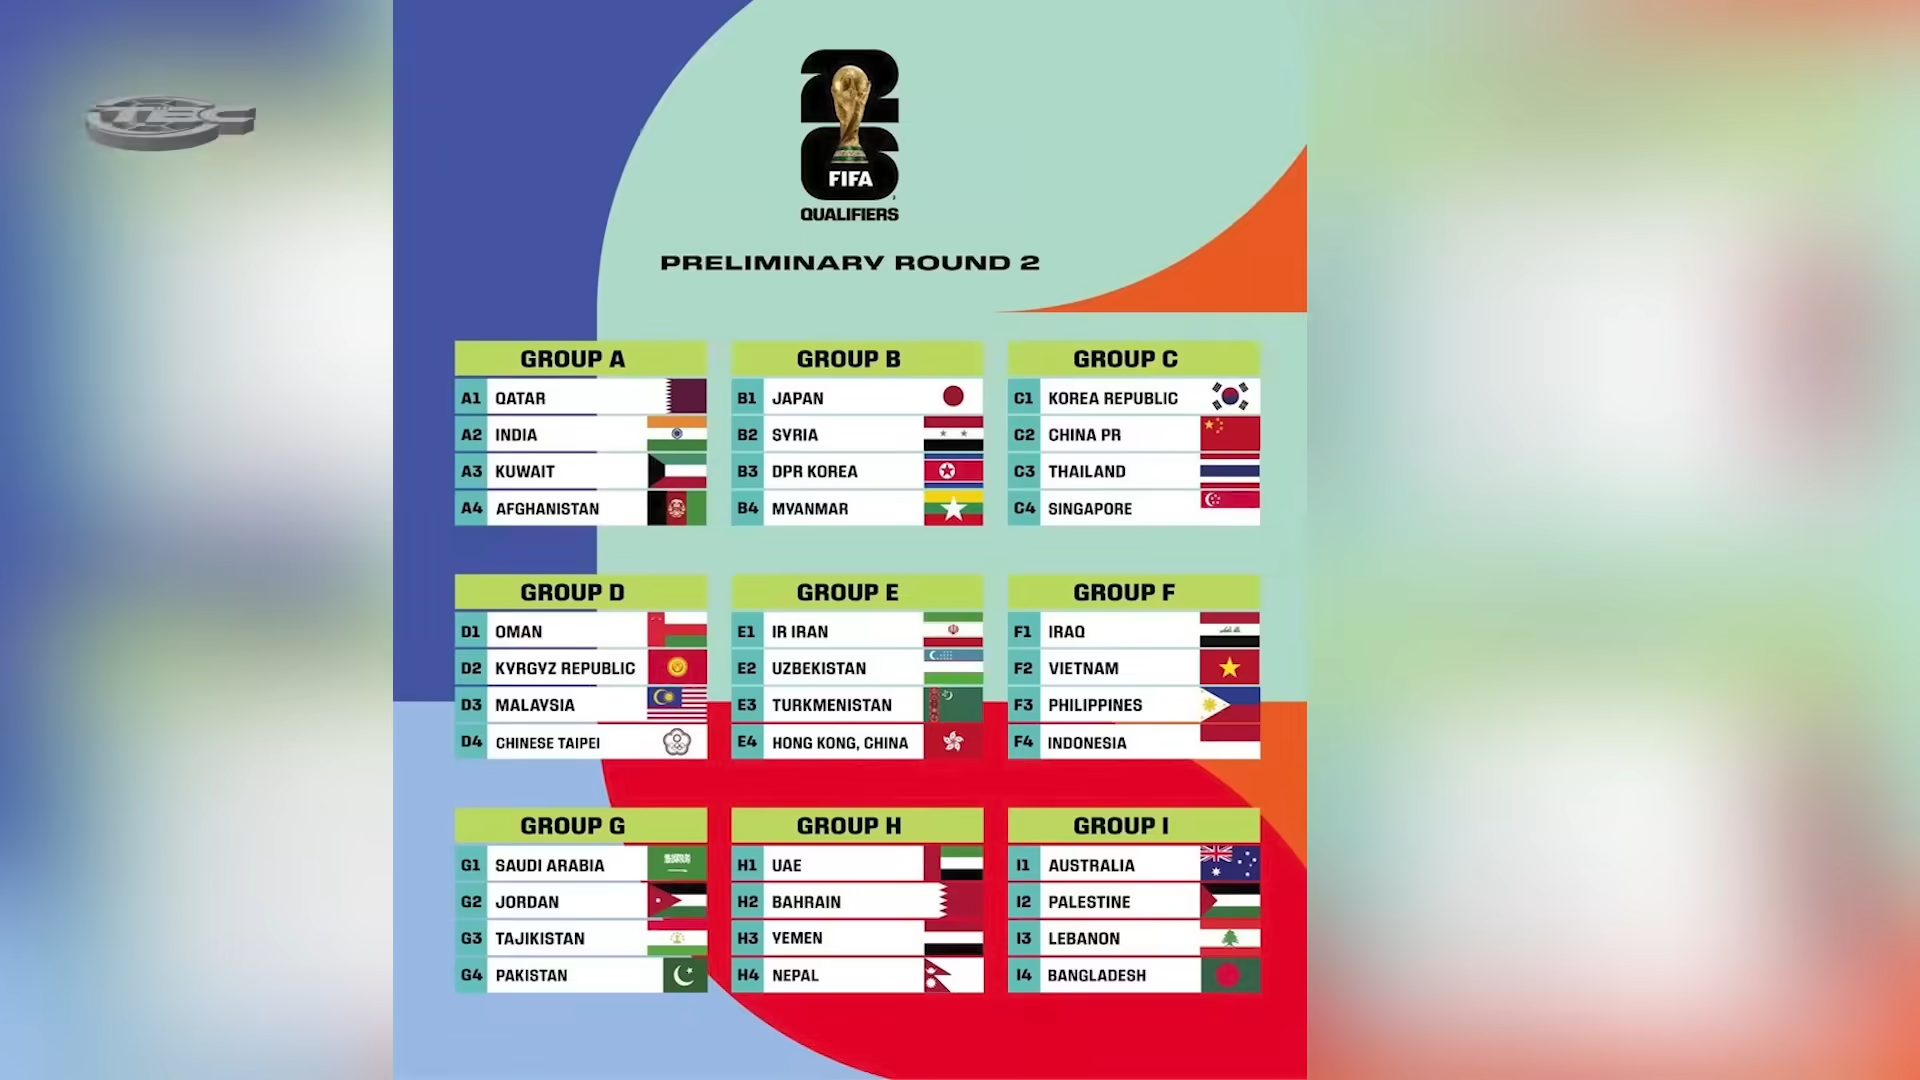 TBC
FIFA
QUALIFIERS
PRELIMINARY ROUND 2
GROUP A
A1 QATAR
A2 INDIA
A3 KUWAIT
A4 AFGHANISTAN
GROUP B
B1 JAPAN
B2 SYRIA
B3 DPR KOREA
B4 MYANMAR
GROUP C
C1 KOREA REPUBLIC
C2 CHINA PR
C3 THAILAND
C4 SINGAPORE
GROUP D
D1 OMAN
D2 KYRGYZ REPUBLIC
D3 MALAYSIA
D4 CHINESE TAIPEI
GROUP E
E1 IR IRAN
E2 UZBEKISTAN
E3 TURKMENISTAN
E4 HONG KONG, CHINA
GROUP F
F1 IRAQ
F2 VIETNAM
F3 PHILIPPINES
F4 INDONESIA
GROUP G
G1 SAUDI ARABIA
G2 JORDAN
G3 TAJIKISTAN
G4 PAKISTAN
GROUP H
H1 UAE
H2 BAHRAIN
H3 YEMEN
H4 NEPAL
GROUP I
I1 AUSTRALIA
I2 PALESTINE
I3 LEBANON
I4 BANGLADESH